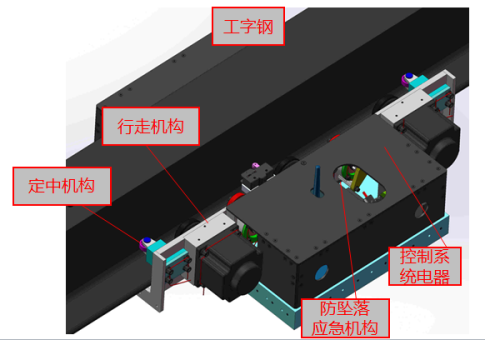 工字钢
行走机构
定中机构
控制系
统电器
防坠落
应急机构